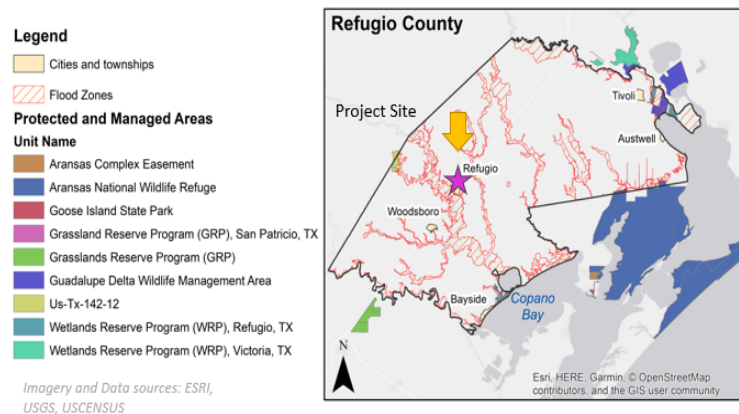 Legend
Cities and townships
Flood Zones
Protected and Managed Areas
Unit Name
Aransas Complex Easement
Aransas National Wildlife Refuge
Goose Island State Park
Grassland Reserve Program (GRP), San Patricio, TX
Grasslands Reserve Program (GRP)
Guadalupe Delta Wildlife Management Area
Us-Tx-142-12
Wetlands Reserve Program (WRP), Refugio, TX
Wetlands Reserve Program (WRP), Victoria, TX
Imagery and Data sources: ESRI,
USGS, USCENSUS
Refugio County
Project Site
Tivoli
Austwell
Refugio
Woodsboro
Bayside
Copano
Bay
N
Esri, HERE, Garmin, © OpenStreetMap
contributors, and the GIS user community